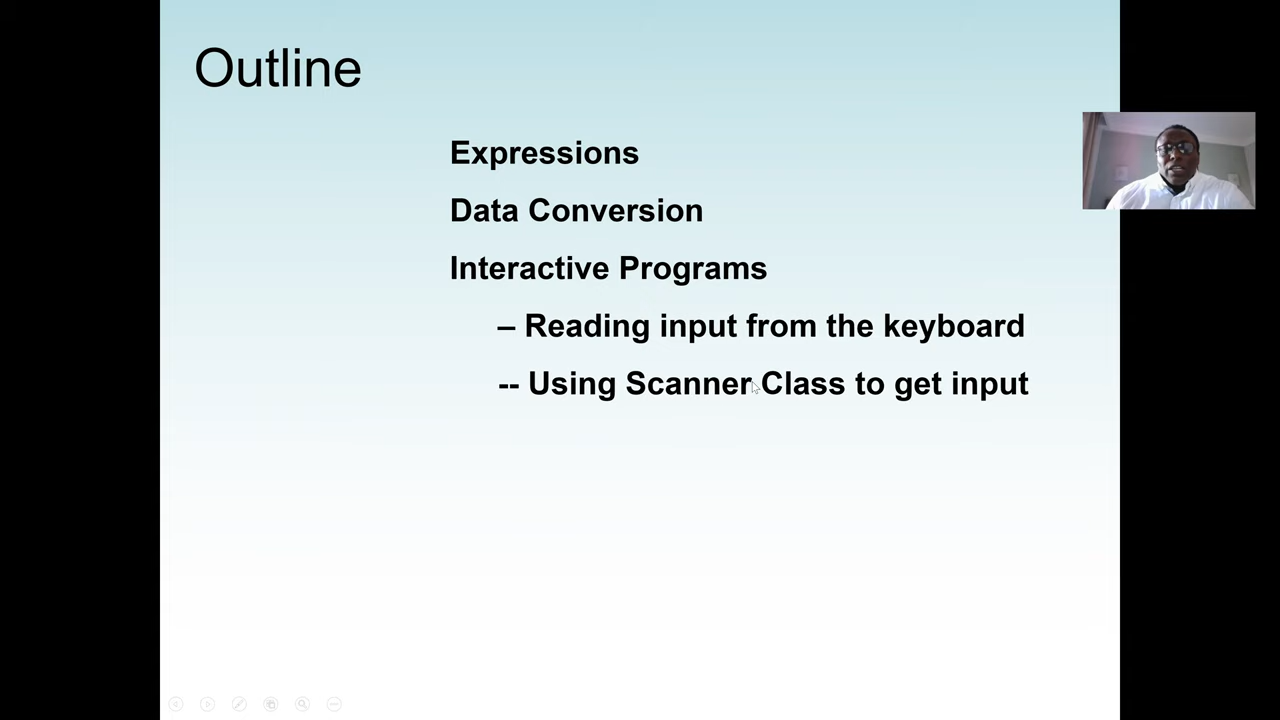 Outline
Expressions
Data Conversion
Interactive Programs
– Reading input from the keyboard
-- Using Scanner Class to get input